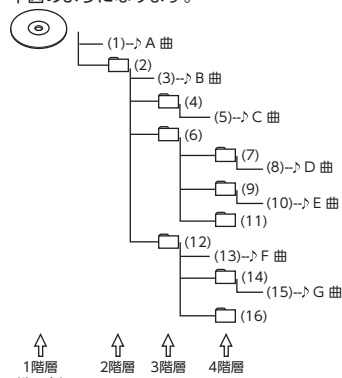 下図のようになります。
(1)--♪A 曲
(2)
(3)--♪B 曲
(4)
(5)--♪C 曲
(6)
(7)
(8)--♪D 曲
(9)
(10)--♪E 曲
(11)
(12)
(13)--♪F 曲
(14)
(15)--♪G 曲
(16)
1階層 2階層 3階層 4階層